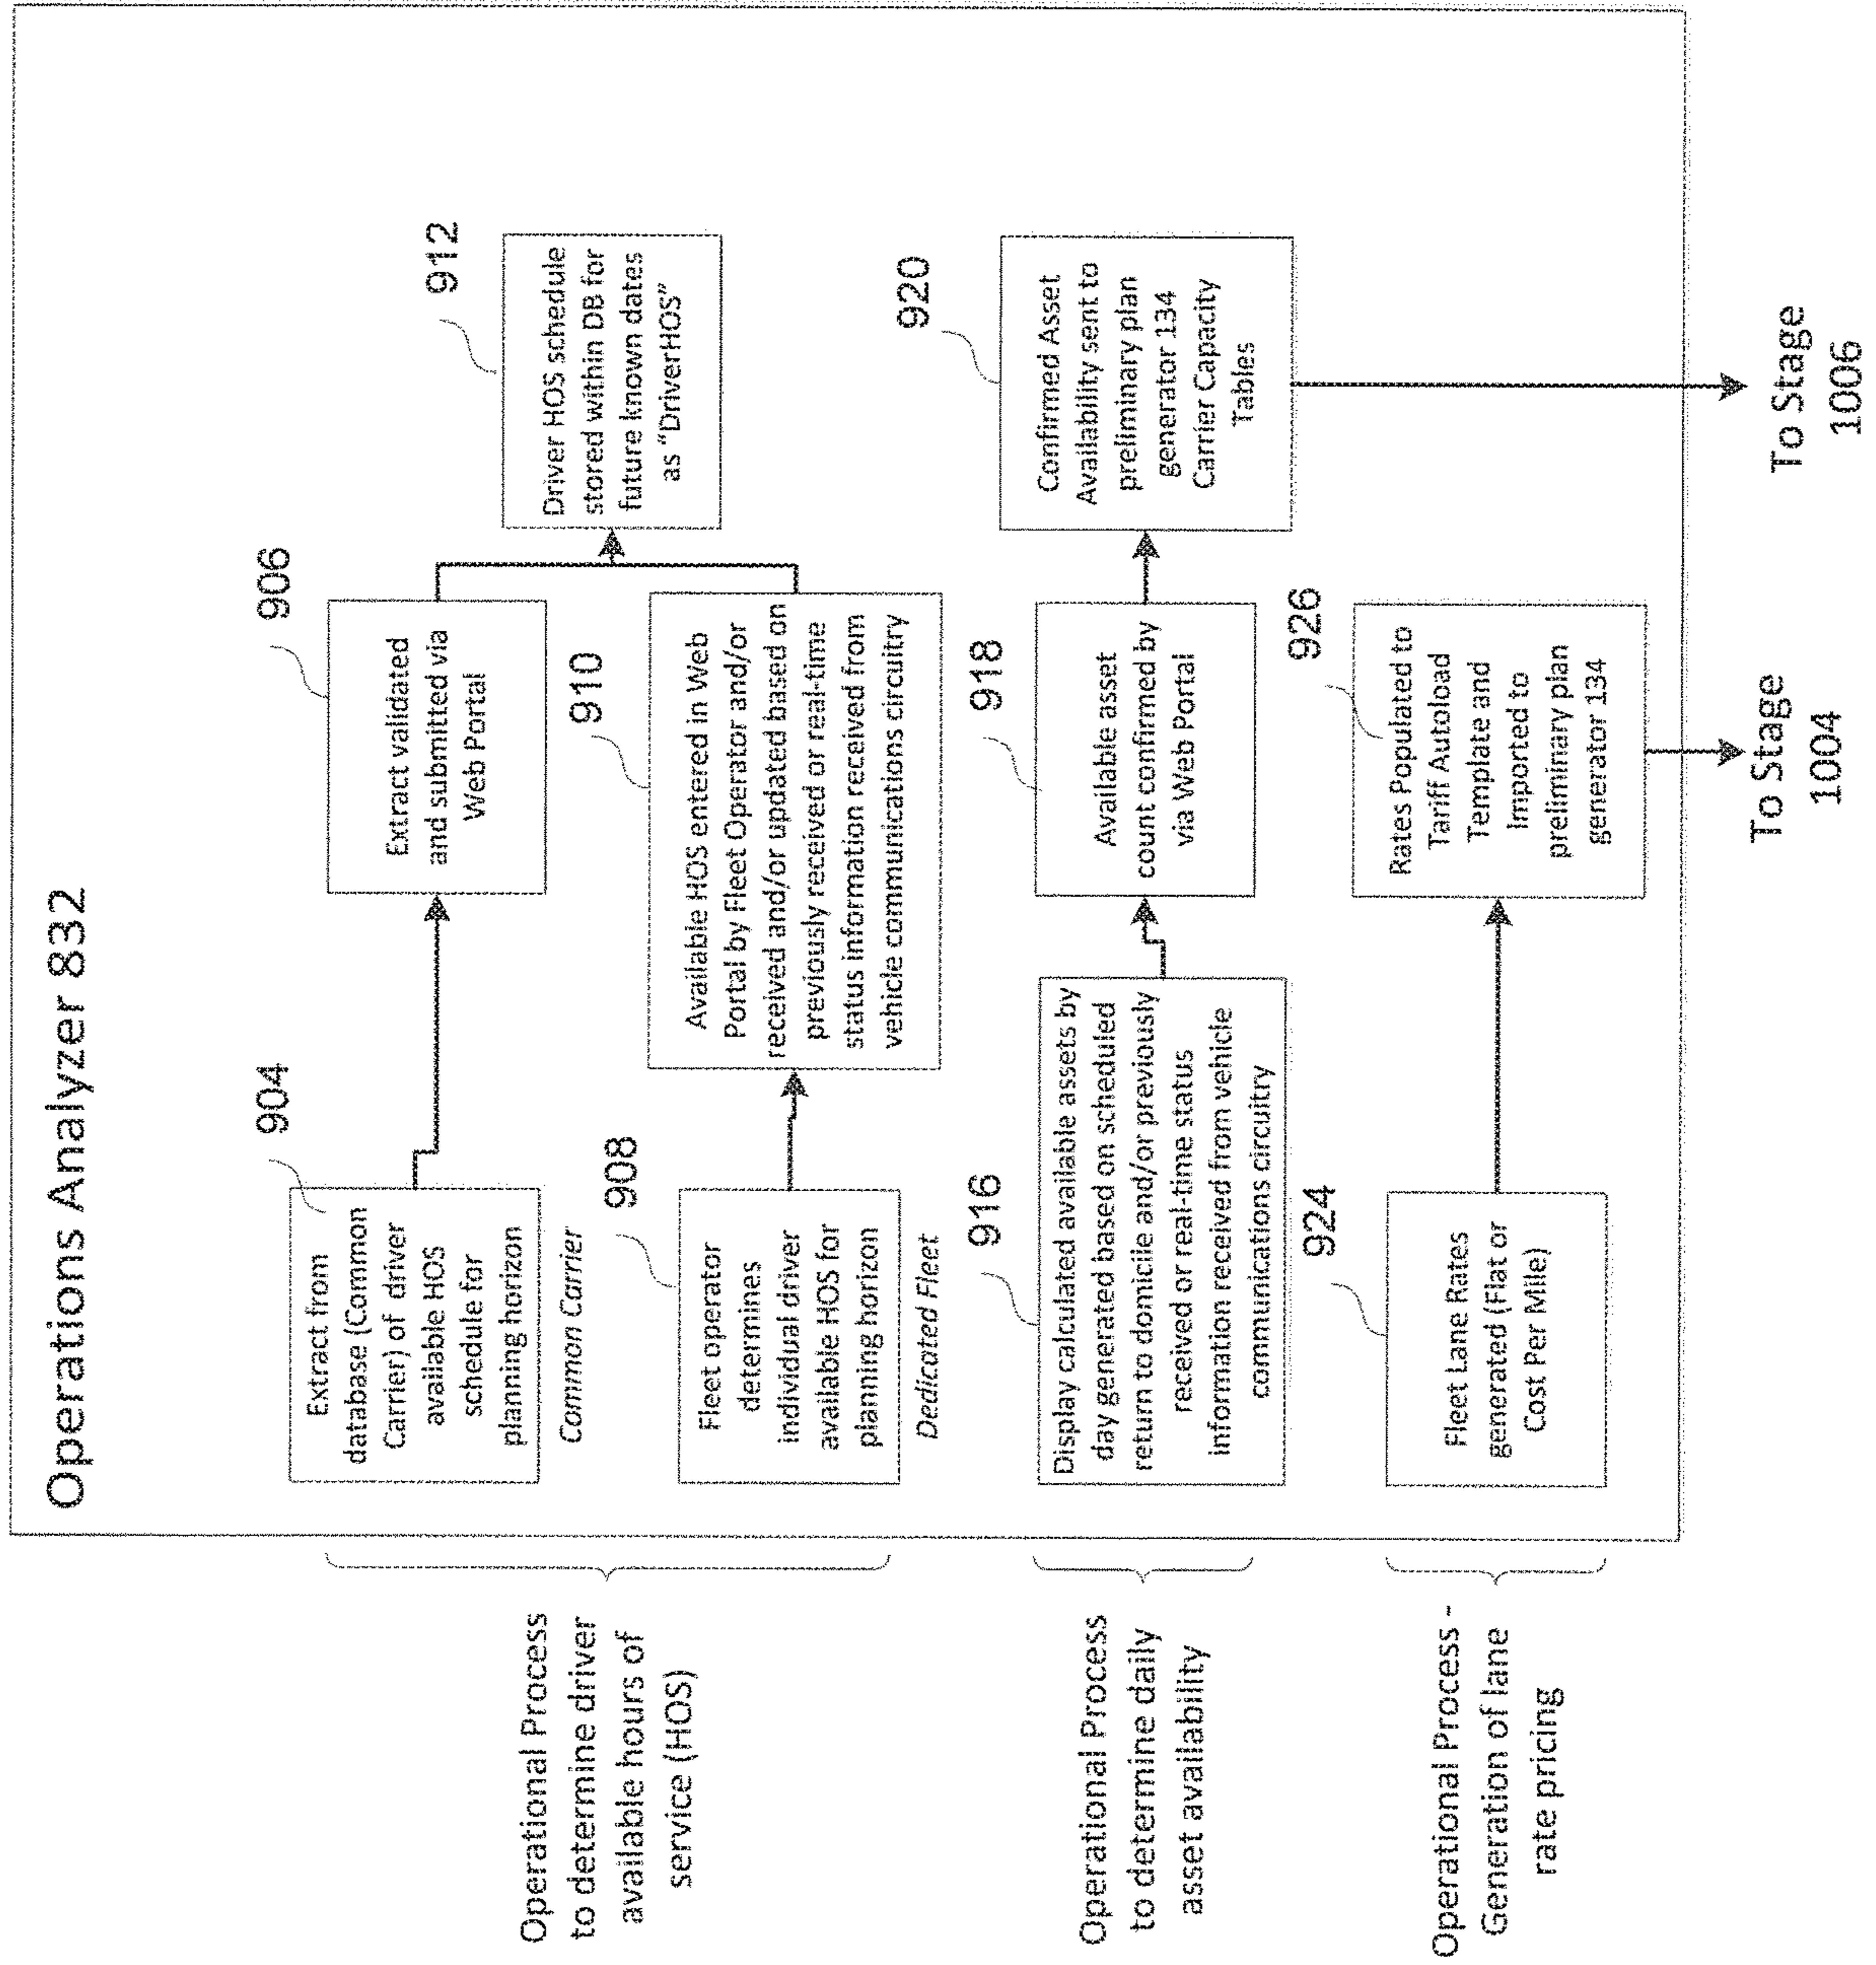 Operations Analyzer 832
Operational Process
to determine driver
available hours of
service (HOS)
904
Extract from
database (Common
Carrier) of driver
available HOS
schedule for
planning horizon
Common Carrier
906
Extract validated
and submitted via
Web Portal
908
Fleet operator
determines
individual driver
available HOS for
planning horizon
Dedicated Fleet
910
Available HOS entered in Web
Portal by Fleet Operator and/or
received and/or updated based on
previously received or real-time
status information received from
vehicle communications circuitry
912
Driver HOS schedule
stored within DB for
future known dates
as "DriverHOS"
Operational Process
to determine daily
asset availability
916
Display calculated available assets by
day generated based on scheduled
return to domicile and/or previously
received or real-time status
information received from vehicle
communications circuitry
918
Available asset
count confirmed by
via Web Portal
920
Confirmed Asset
Availability sent to
preliminary plan
generator 134
Carrier Capacity
Tables
Operational Process -
Generation of lane
rate pricing
924
Fleet Lane Rates
generated (Flat or
Cost Per Mile)
926
Rates Populated to
Tariff Autoload
Template and
Imported to
preliminary plan
generator 134
To Stage
1004
To Stage
1006